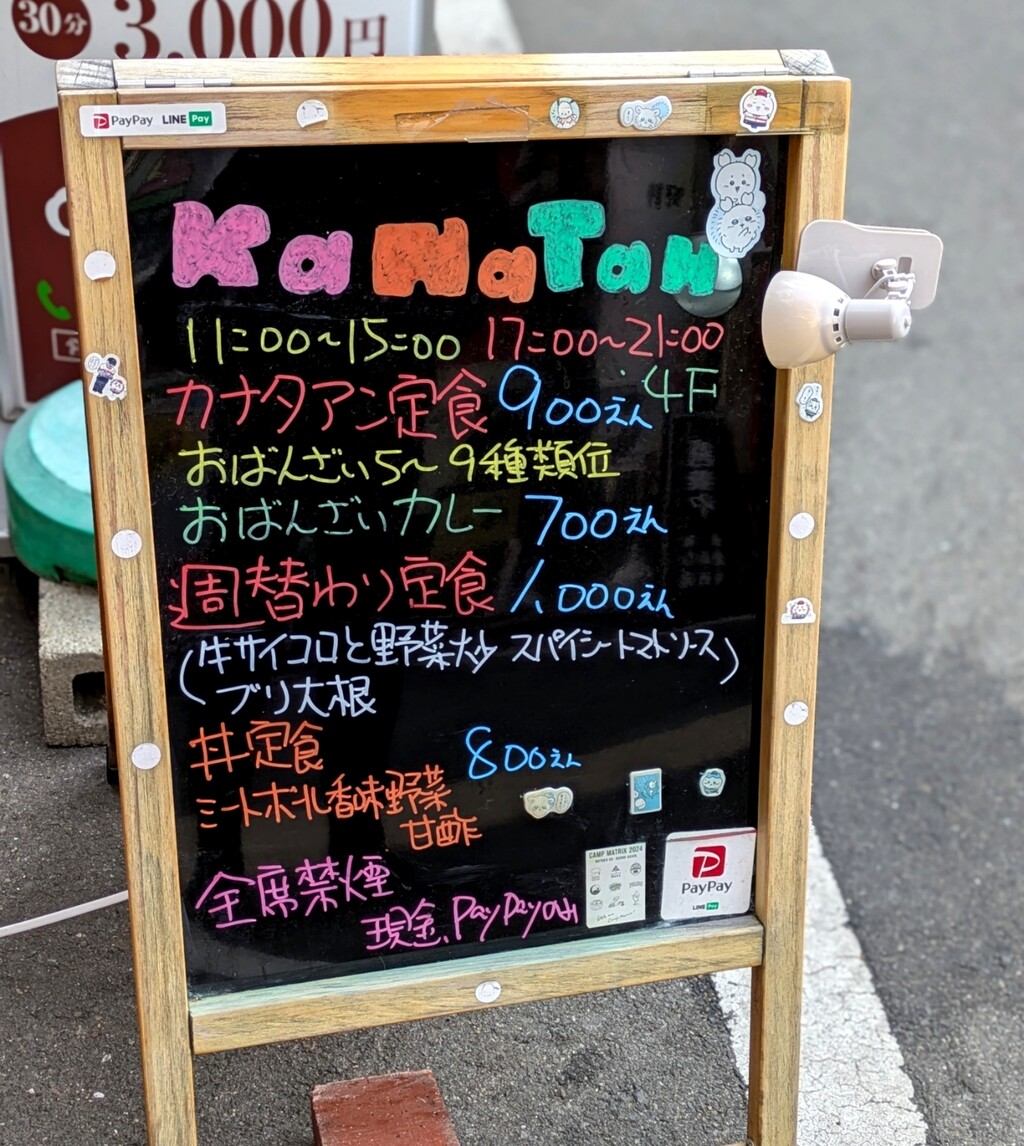 30分 3,000円
PayPay LINE Pay
KaNaTan
11:00〜15:00 17:00〜21:00
4F
カナタアン定食 900えん
おばんざい5〜9種類位
おばんざいカレー 700えん
週替わり定食 1,000えん
(牛サイコロと野菜炒 スパイシートマトソース)
ブリ大根
丼定食 800えん
ミートボール香味野菜
甘酢
全席禁煙
現金、PayPayのみ
CAMP MATRIX 2024
PayPay
LINE Pay